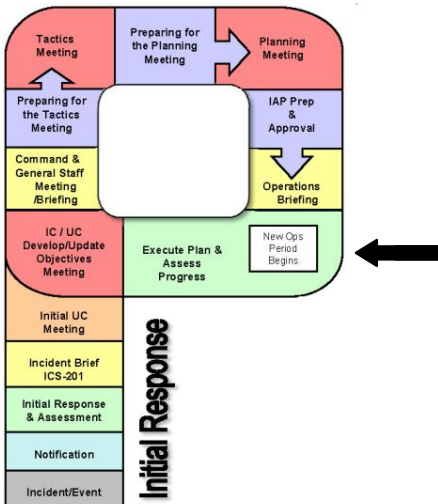 Tactics
Meeting
Preparing for
the Planning
Meeting
Planning
Meeting
Preparing for
the Tactics
Meeting
IAP Prep
&
Approval
Command &
General Staff
Meeting
/Briefing
Operations
Briefing
IC / UC
Develop/Update
Objectives
Meeting
Execute Plan &
Assess
Progress
New Ops
Period
Begins
Initial UC
Meeting
Incident Brief
ICS-201
Initial Response
& Assessment
Notification
Incident/Event
Initial Response